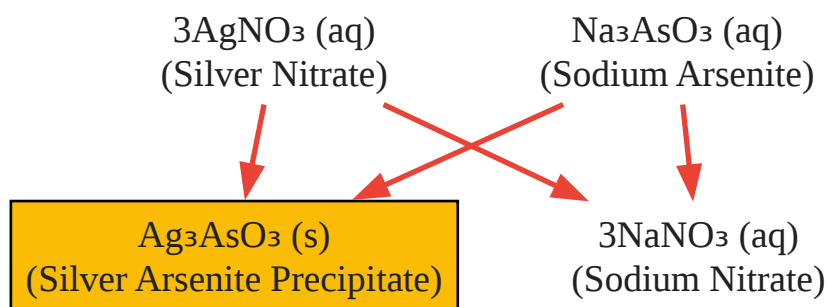 3AgNO₃ (aq)
(Silver Nitrate)
Na₃AsO₃ (aq)
(Sodium Arsenite)
Ag₃AsO₃ (s)
(Silver Arsenite Precipitate)
3NaNO₃ (aq)
(Sodium Nitrate)